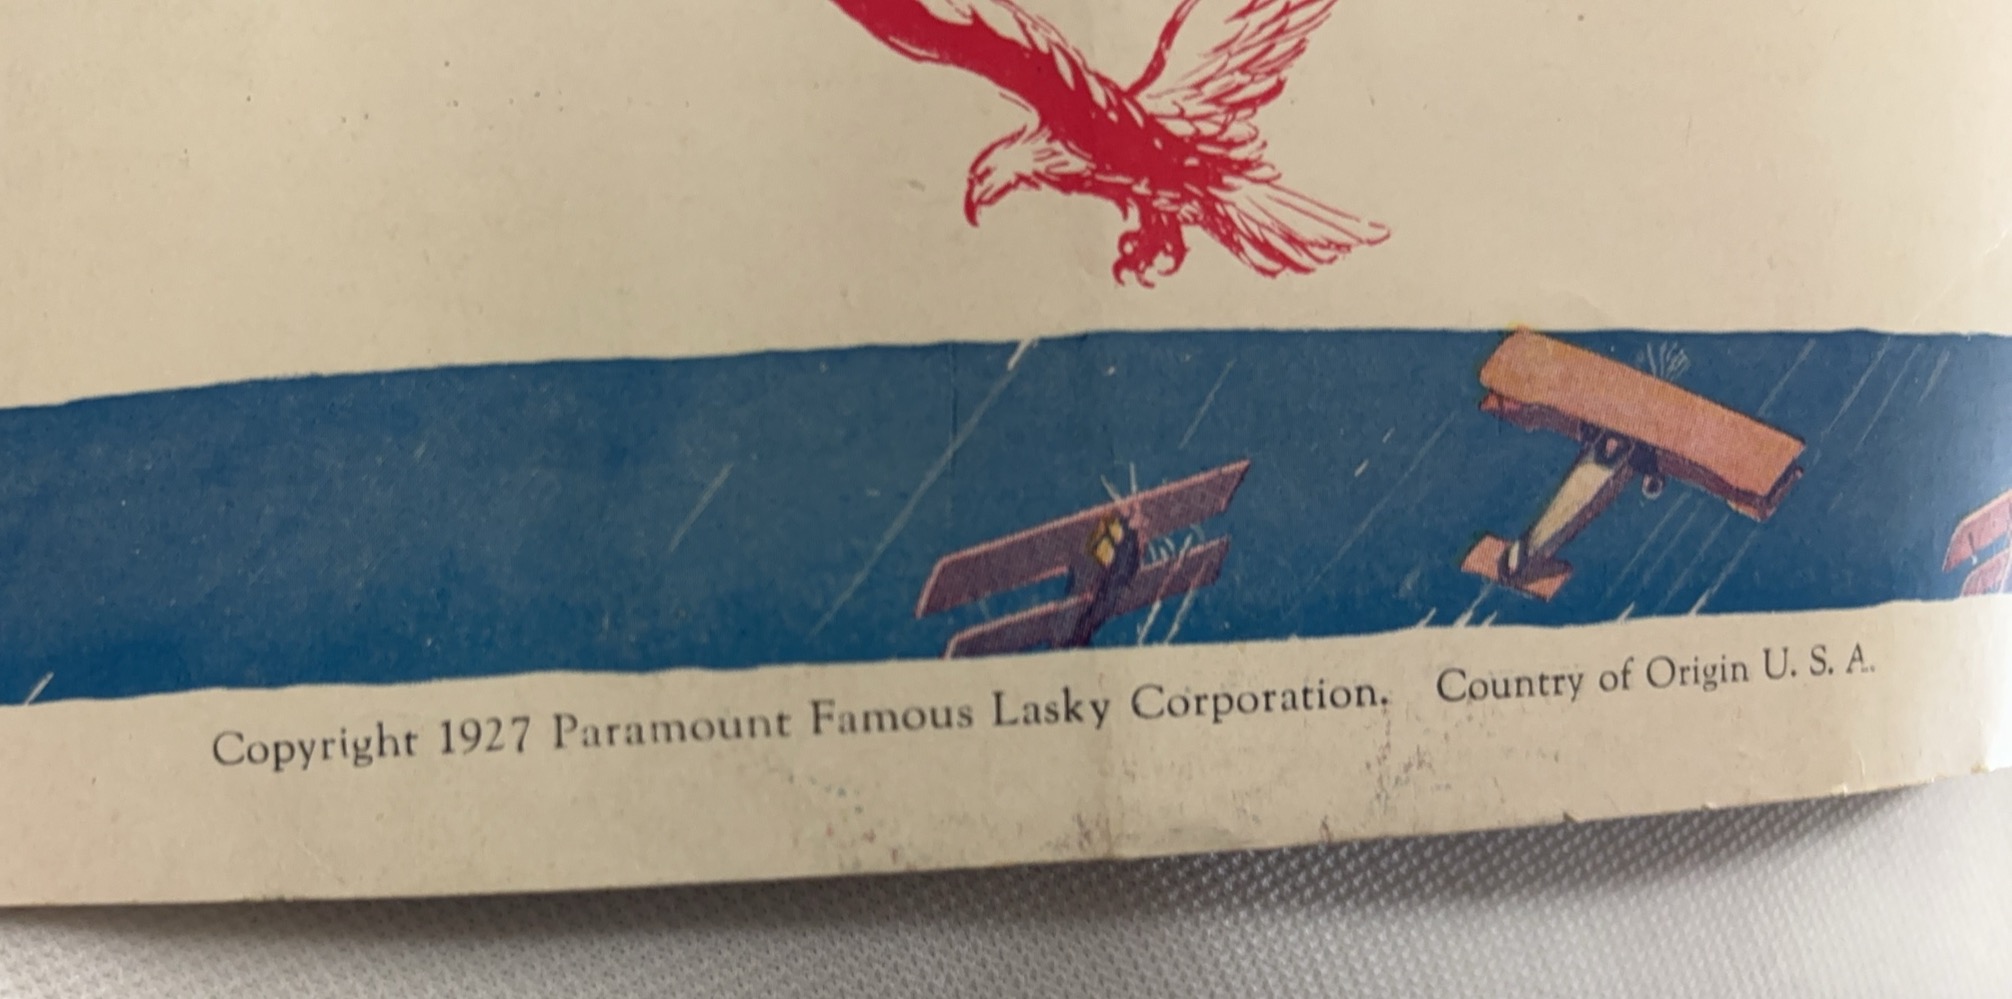 Copyright 1927 Paramount Famous Lasky Corporation. Country of Origin U. S. A.